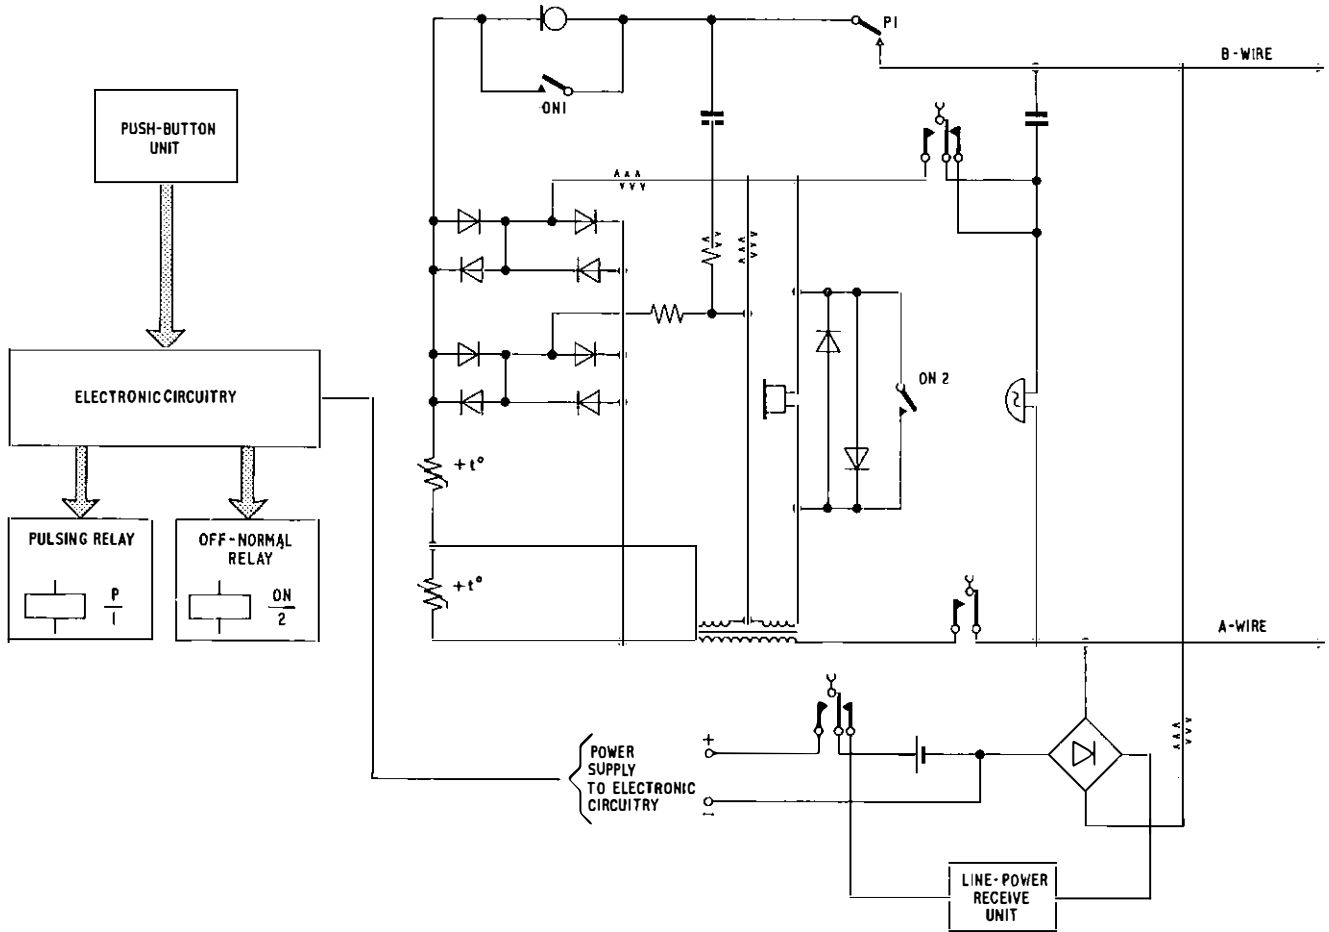 P1
B-WIRE
PUSH-BUTTON
UNIT
ON1
ELECTRONIC CIRCUITRY
ON 2
+t°
PULSING RELAY
P
1
OFF-NORMAL
RELAY
ON
2
+t°
A-WIRE
POWER
SUPPLY
TO ELECTRONIC
CIRCUITRY
+
−
LINE-POWER
RECEIVE
UNIT